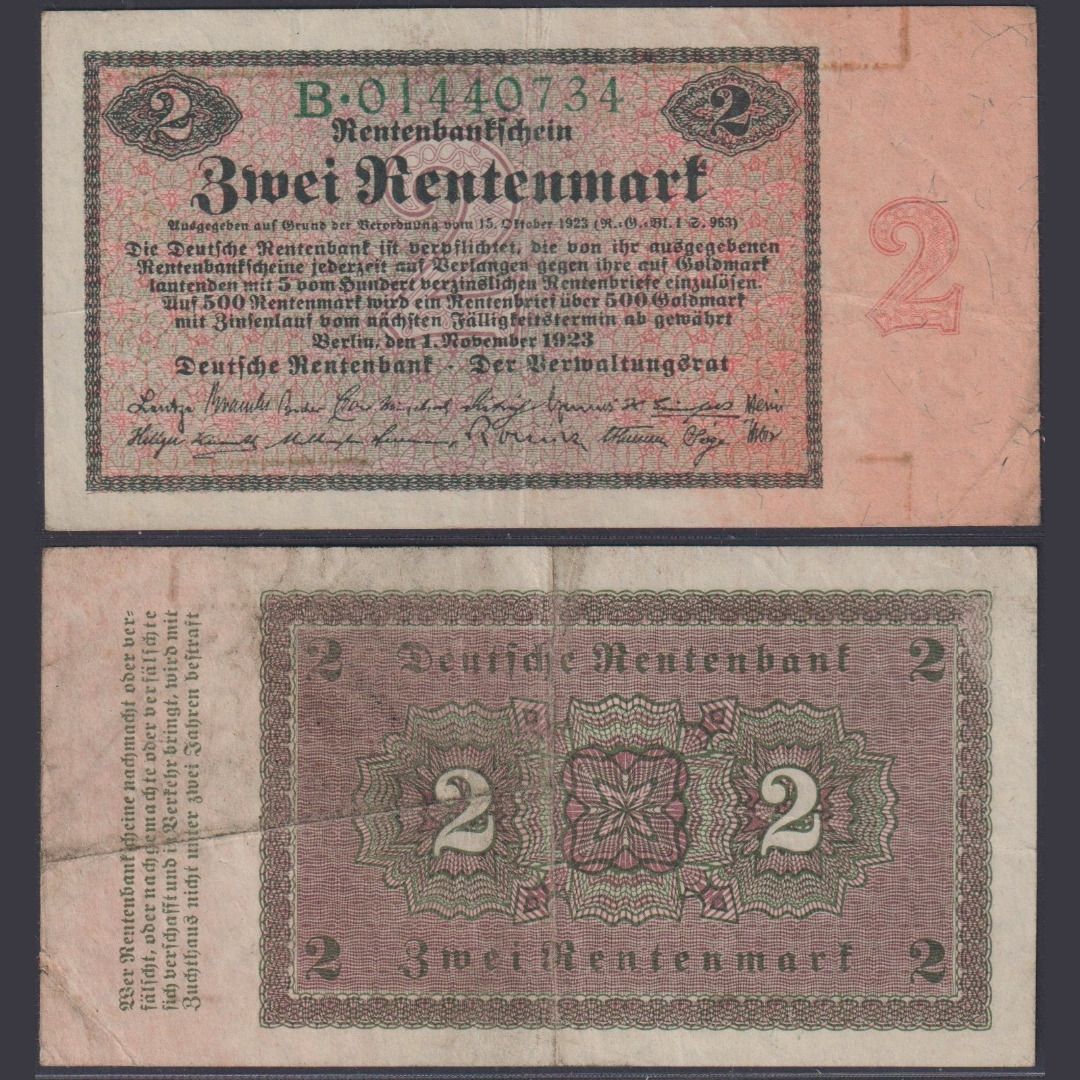 2 B·01440734 2
Rentenbankschein
Zwei Rentenmark
Ausgegeben auf Grund der Verordnung vom 15. Oktober 1923 (R.-G.-Bl. I S. 963)
Die Deutsche Rentenbank ist verpflichtet, die von ihr ausgegebenen
Rentenbankscheine jederzeit auf Verlangen gegen ihre auf Goldmark
lautenden mit 5 vom Hundert verzinslichen Rentenbriefe einzulösen.
Auf 500 Rentenmark wird ein Rentenbrief über 500 Goldmark
mit Zinsenlauf vom nächsten Fälligkeitstermin ab gewährt
Berlin, den 1. November 1923
Deutsche Rentenbank - Der Verwaltungsrat
Lentze
2
Wer Rentenbankscheine nachmacht oder ver-
fälscht, oder nachgemachte oder verfälschte
sich verschafft und in Verkehr bringt, wird mit
Zuchthaus nicht unter zwei Jahren bestraft
2 Deutsche Rentenbank 2
2 2
2 Zwei Rentenmark 2